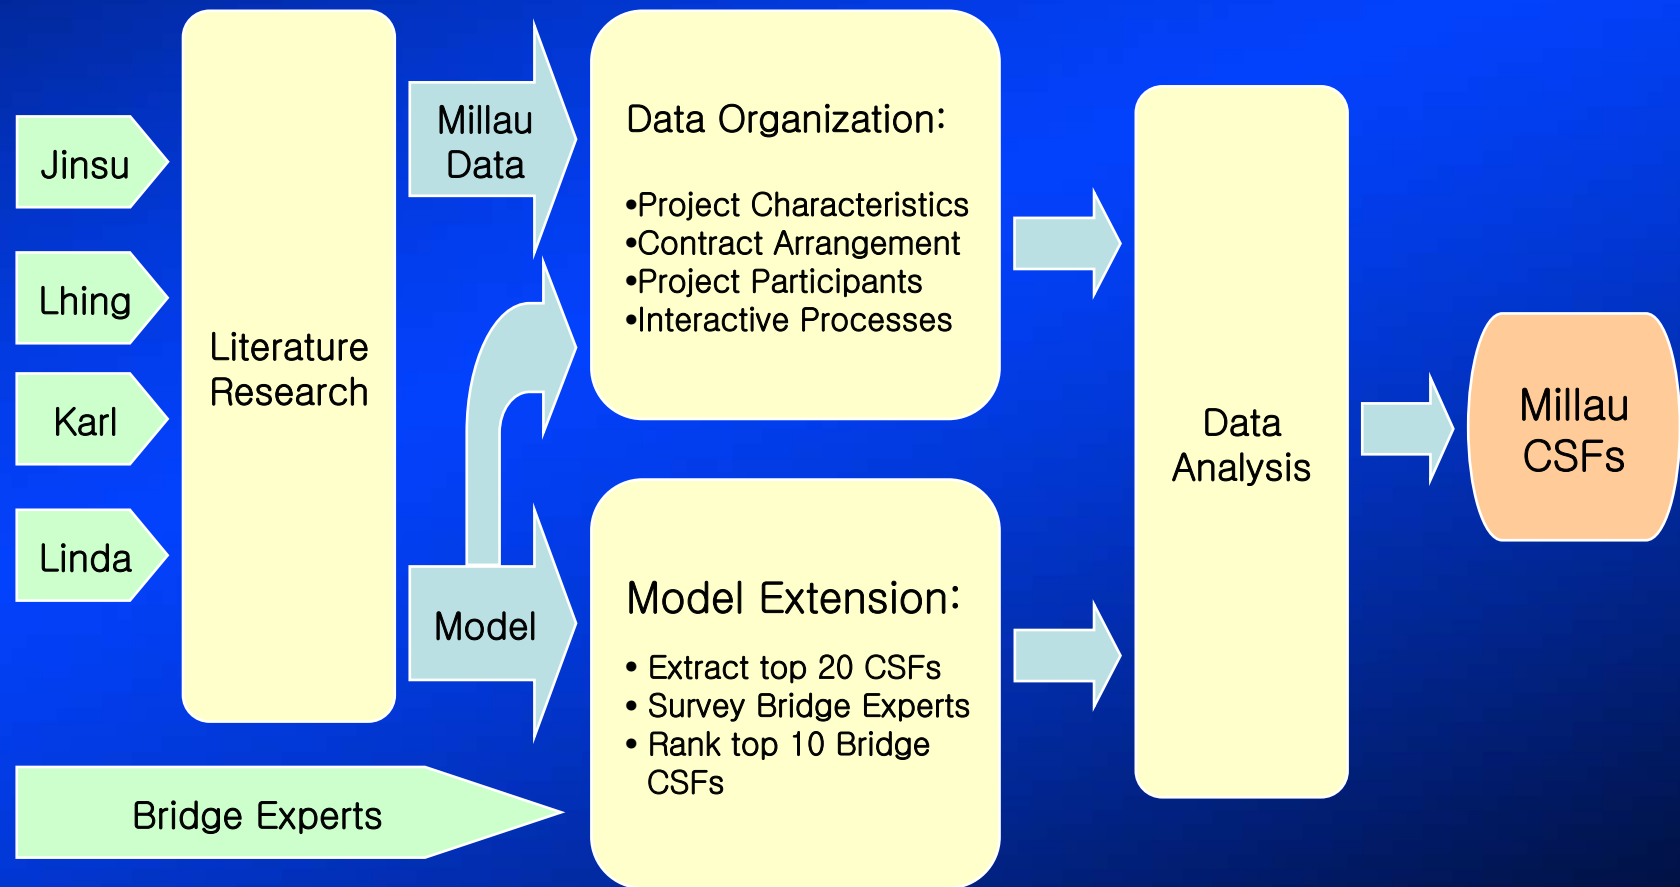 Jinsu
Lhing
Karl
Linda
Bridge Experts
Literature
Research
Millau
Data
Model
Data Organization:
•Project Characteristics
•Contract Arrangement
•Project Participants
•Interactive Processes
Model Extension:
• Extract top 20 CSFs
• Survey Bridge Experts
• Rank top 10 Bridge
CSFs
Data
Analysis
Millau
CSFs